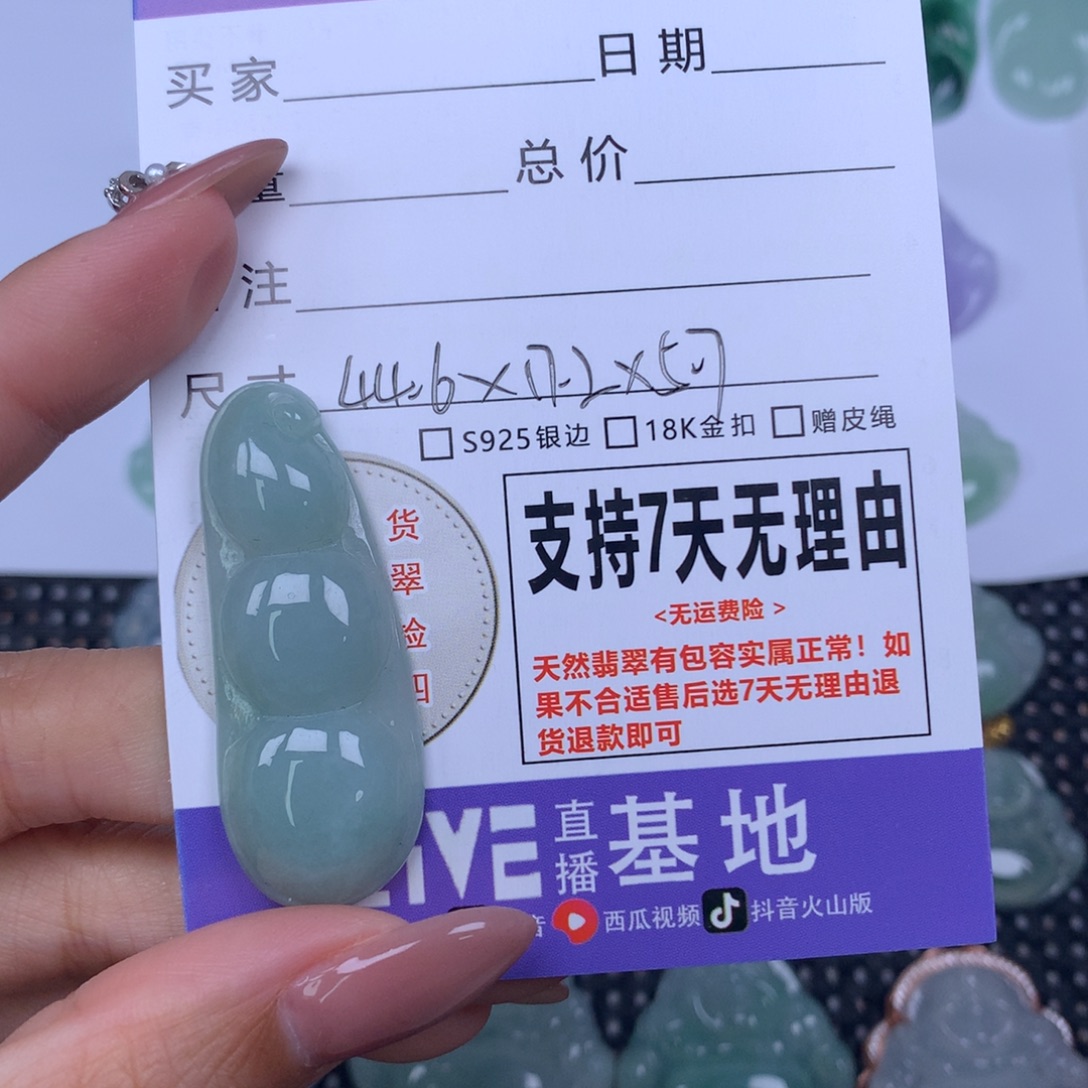 买家 日期
量 总价
注
尺寸 44.6×17.2×5.7
S925银边 18K金扣 赠皮绳
货
翠
检
四
支持7天无理由
<无运费险 >
天然翡翠有包容实属正常！如
果不合适售后选7天无理由退
货退款即可
LIVE 直播 基地
音 西瓜视频 抖音火山版